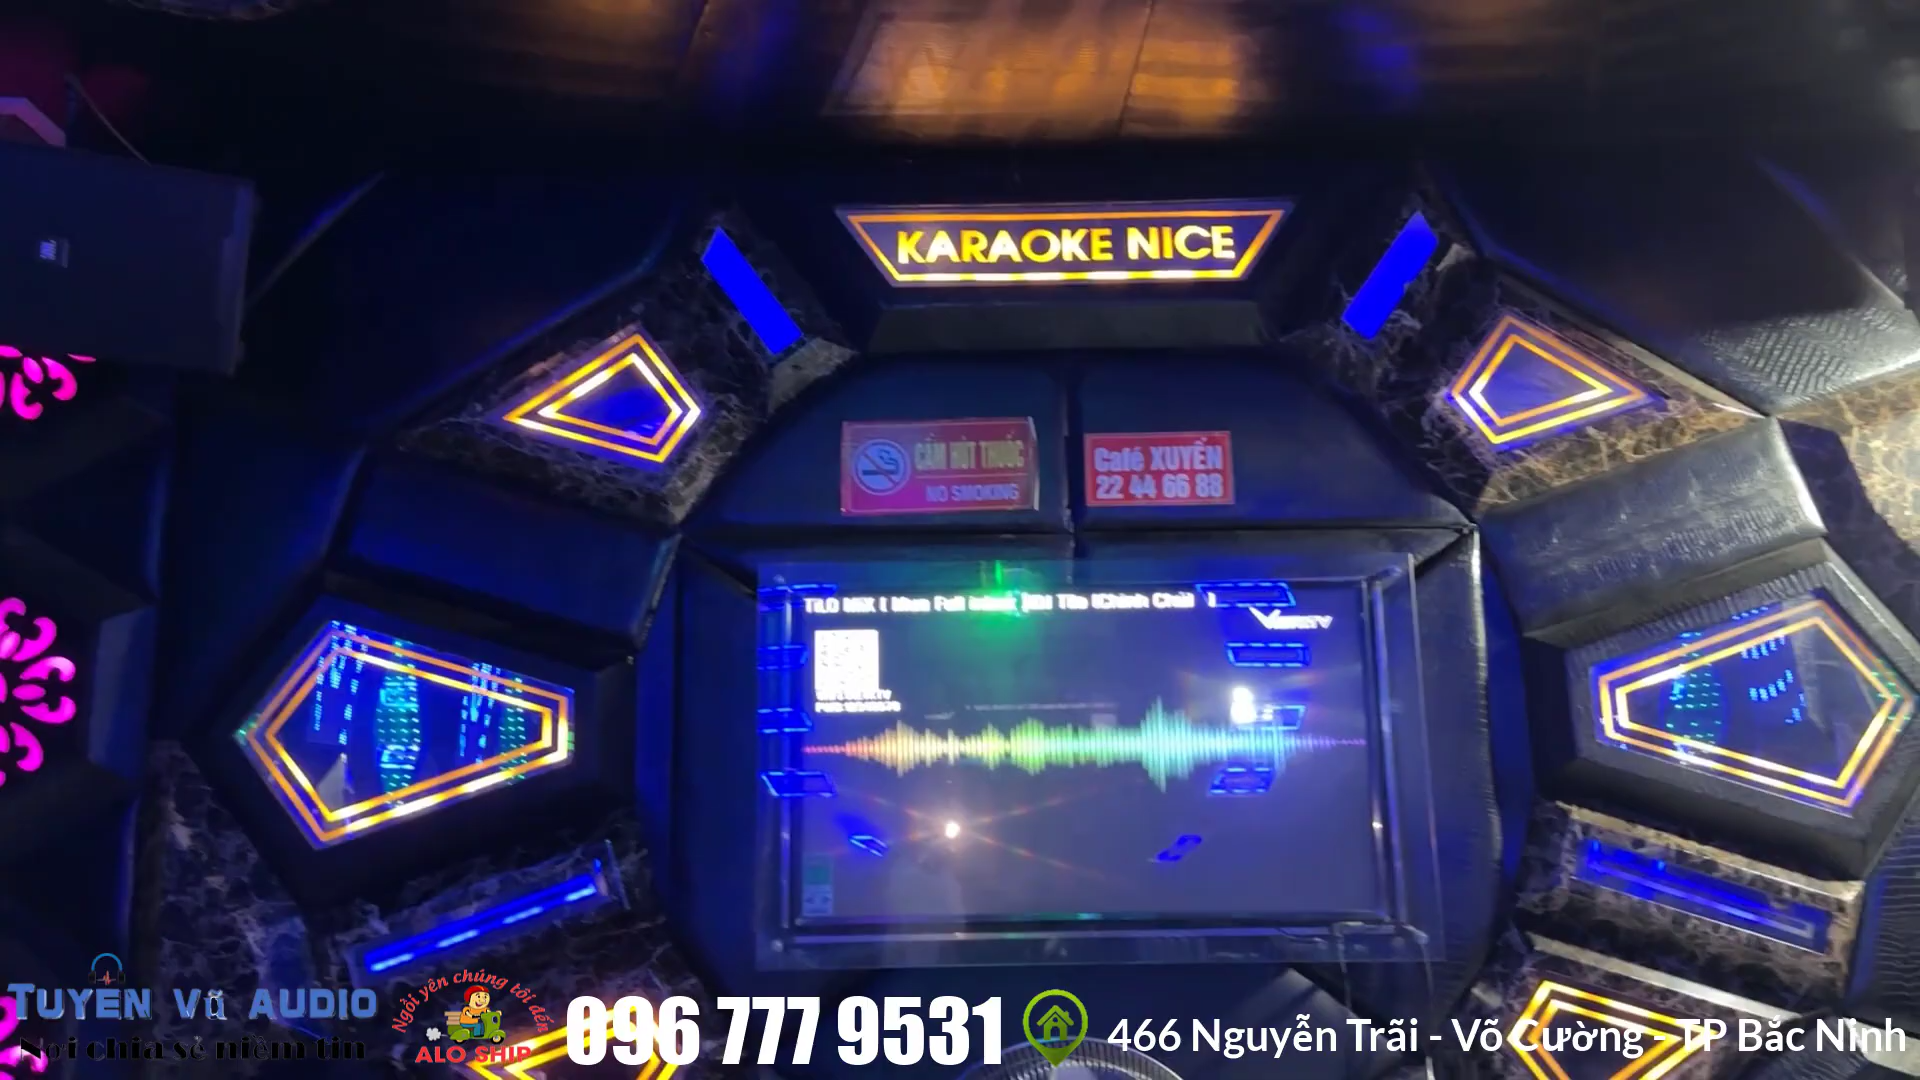 KARAOKE NICE
CẤM HÚT THUỐC
NO SMOKING
Café XUYẾN
22 44 66 88
JBL
TUYÊN VŨ AUDIO
Nơi chia sẻ niềm tin
Ngồi yên chúng tôi đến
ALO SHIP
096 777 9531
466 Nguyễn Trãi - Võ Cường - TP Bắc Ninh